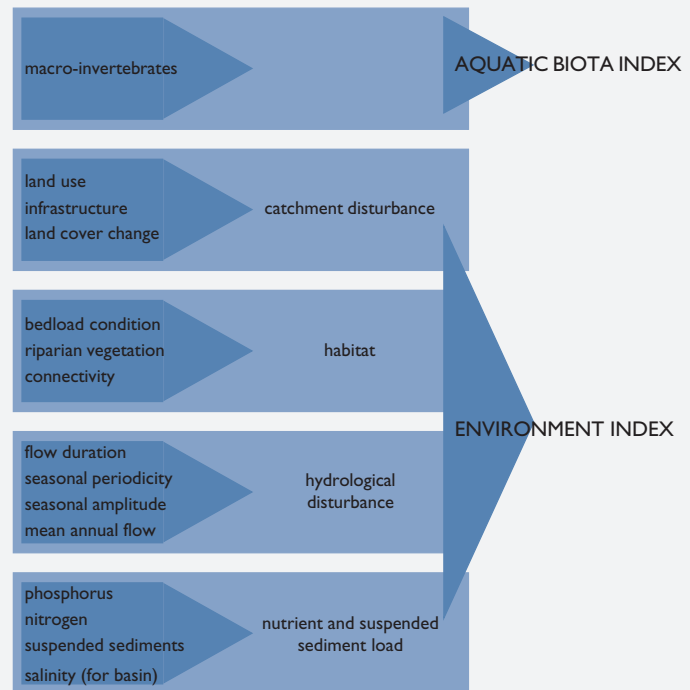 macro-invertebrates
AQUATIC BIOTA INDEX
land use
infrastructure
land cover change
catchment disturbance
bedload condition
riparian vegetation
connectivity
habitat
flow duration
seasonal periodicity
seasonal amplitude
mean annual flow
hydrological
disturbance
phosphorus
nitrogen
suspended sediments
salinity (for basin)
nutrient and suspended
sediment load
ENVIRONMENT INDEX